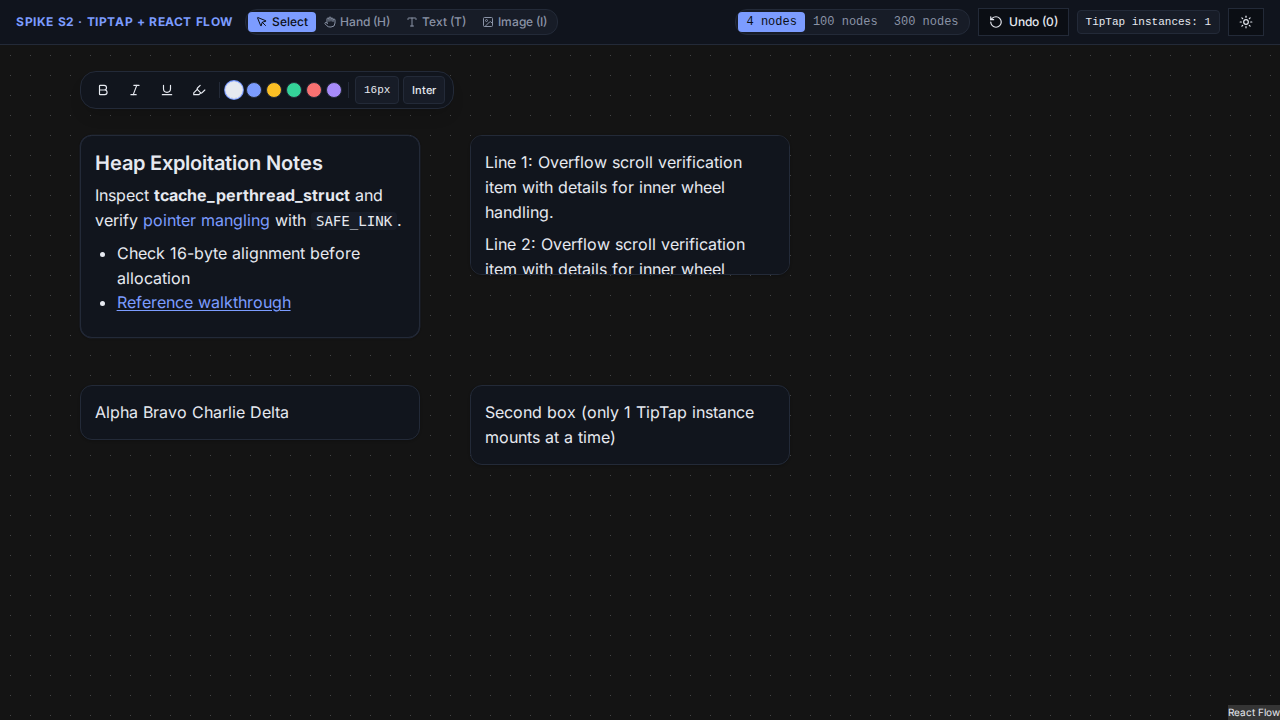 SPIKE S2 · TIPTAP + REACT FLOW
Select
Hand (H)
Text (T)
Image (I)
4 nodes
100 nodes
300 nodes
Undo (0)
TipTap instances: 1
B
I
U
16px
Inter
Heap Exploitation Notes
Inspect tcache_perthread_struct and
verify pointer mangling with SAFE_LINK.
• Check 16-byte alignment before
allocation
• Reference walkthrough
Line 1: Overflow scroll verification
item with details for inner wheel
handling.
Line 2: Overflow scroll verification
item with details for inner wheel
Alpha Bravo Charlie Delta
Second box (only 1 TipTap instance
mounts at a time)
React Flow